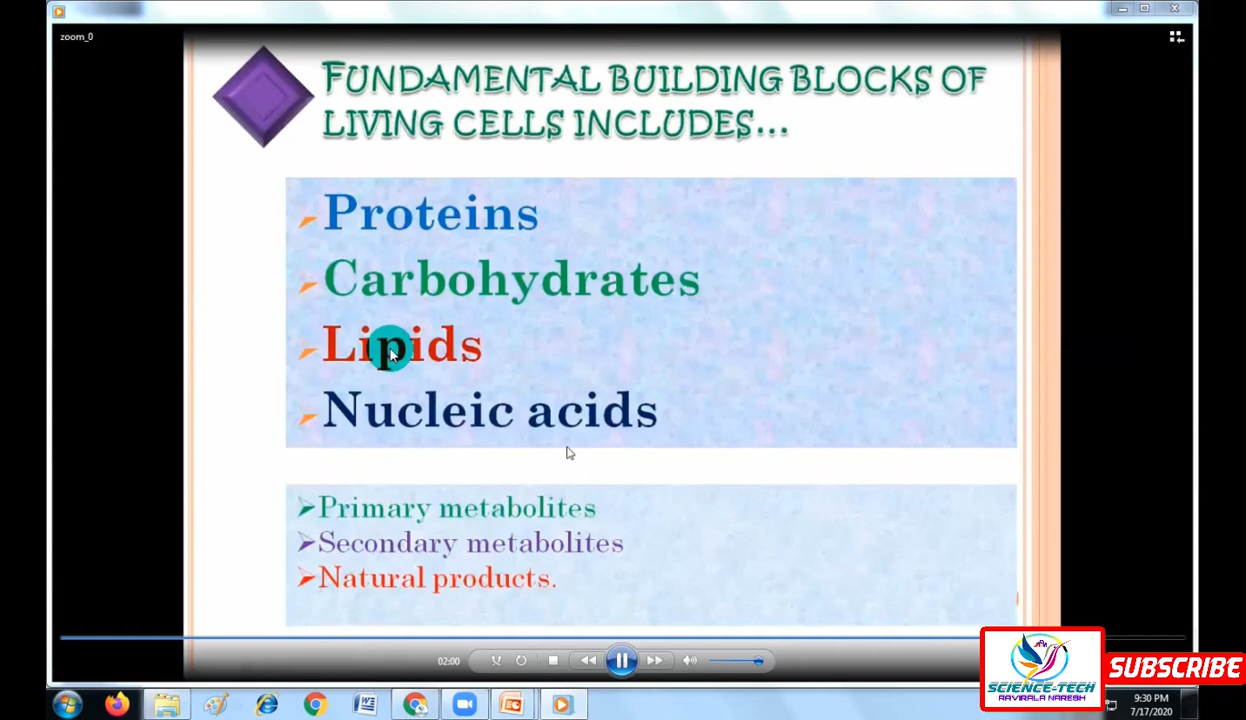 zoom_0
FUNDAMENTAL BUILDING BLOCKS OF
LIVING CELLS INCLUDES...
Proteins
Carbohydrates
Lipids
Nucleic acids
Primary metabolites
Secondary metabolites
Natural products.
02:00
SCIENCE-TECH
RAVIRALA NARESH
SUBSCRIBE
9:30 PM
7/17/2020